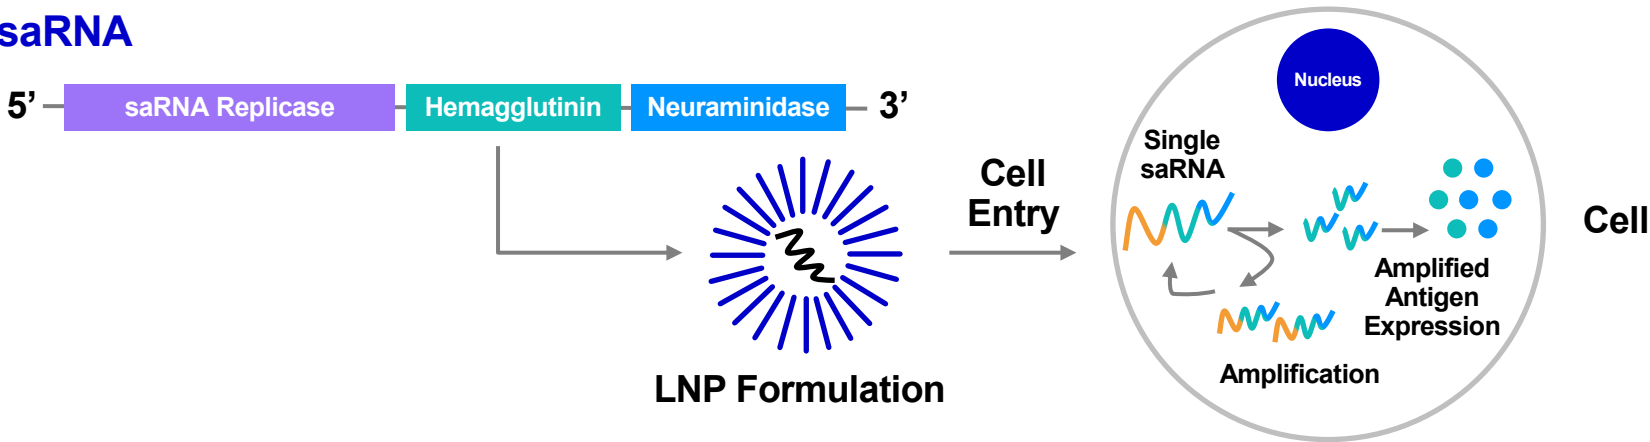 saRNA
5’ saRNA Replicase Hemagglutinin Neuraminidase 3’
LNP Formulation
Cell
Entry
Nucleus
Single
saRNA
Amplified
Antigen
Expression
Amplification
Cell